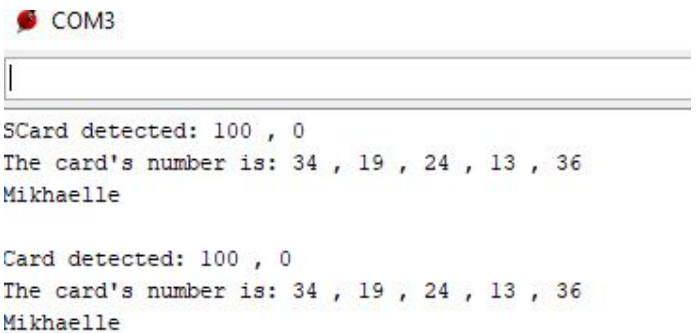 COM3
SCard detected: 100 , 0
The card's number is: 34 , 19 , 24 , 13 , 36
Mikhaelle
Card detected: 100 , 0
The card's number is: 34 , 19 , 24 , 13 , 36
Mikhaelle